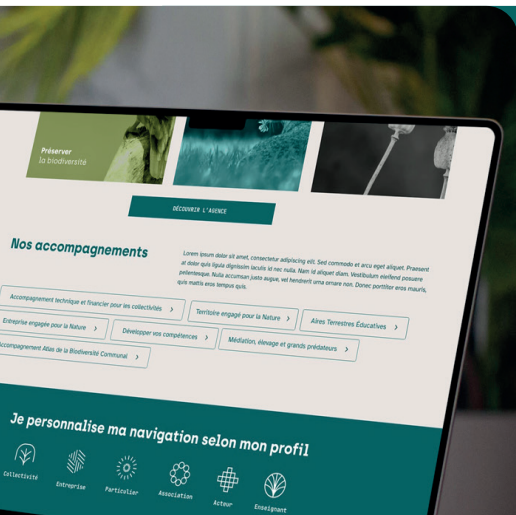 Préserver
la biodiversité
DÉCOUVRIR L'AGENCE
Nos accompagnements
Lorem ipsum dolor sit amet, consectetur adipiscing elit. Sed commodo et arcu eget aliquet. Praesent
at dolor quis ligula dignissim iaculis id nec nulla. Nam id aliquet diam. Vestibulum eleifend posuere
pellentesque. Nulla accumsan justo augue, vel hendrerit urna ornare non. Donec porttitor eros mauris,
quis mattis eros tempus quis.
Accompagnement technique et financier pour les collectivités >
Territoire engagé pour la Nature >
Aires Terrestres Éducatives >
Entreprise engagée pour la Nature >
Développer vos compétences >
Médiation, élevage et grands prédateurs >
Accompagnement Atlas de la Biodiversité Communal >
Je personnalise ma navigation selon mon profil
Collectivité
Entreprise
Particulier
Association
Acteur
Enseignant